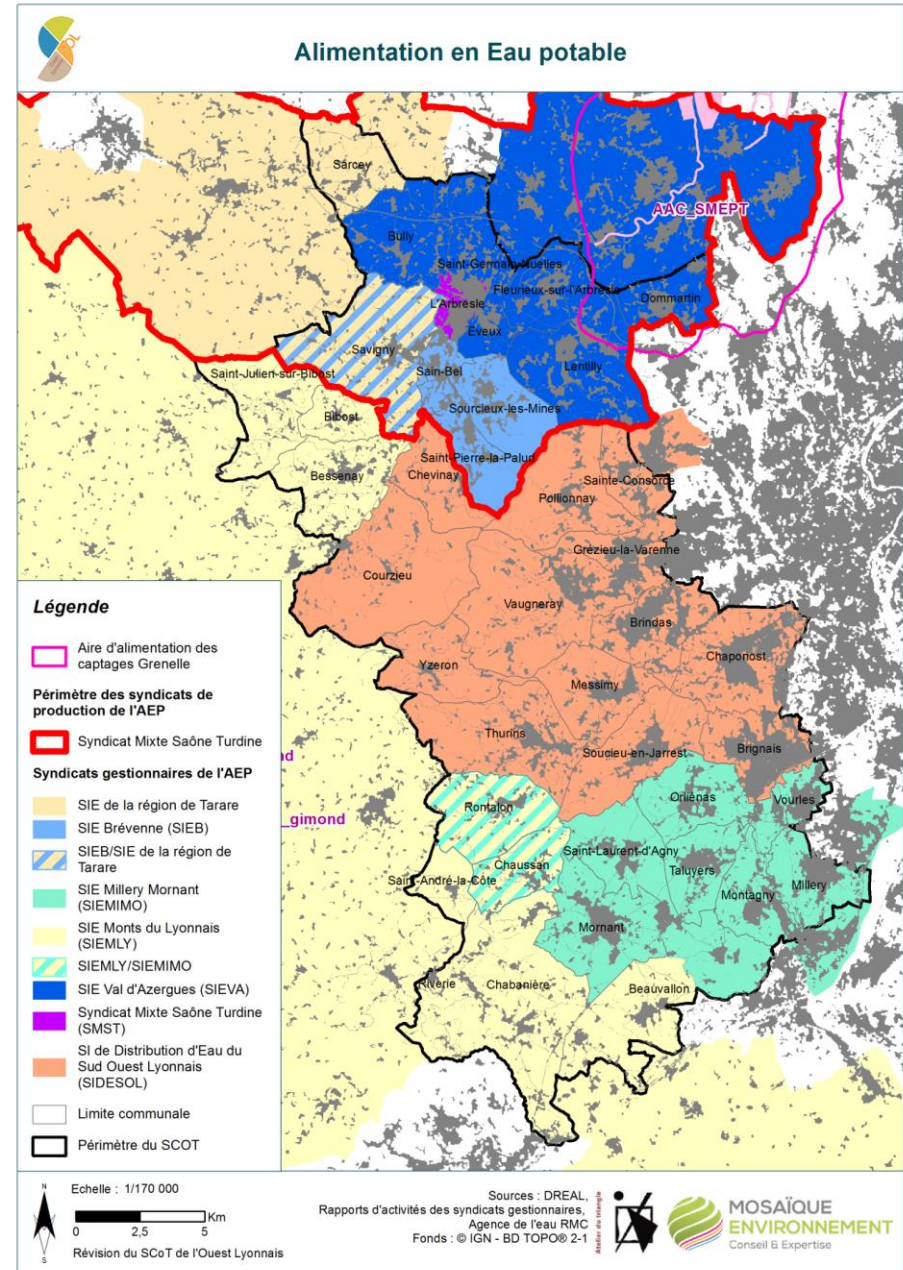 OL
Alimentation en Eau potable
Sarcey
AAC_SMEPT
Bully
Saint-Germain-Nuelles
Fleurieux-sur-l'Arbresle
L'Arbresle
Dommartin
Eveux
Savigny
Lentilly
Saint-Julien-sur-Bibost
Sain-Bel
Sourcieux-les-Mines
Bibost
Saint-Pierre-la-Palud
Bessenay
Chevinay
Sainte-Consorce
Pollionnay
Grézieu-la-Varenne
Courzieu
Vaugneray
Brindas
Chaponost
Yzeron
Messimy
Thurins
Soucieu-en-Jarrest
Brignais
nd
_gimond
Rontalon
Orliénas
Vourles
Saint-Laurent-d'Agny
Chaussan
Saint-André-la-Côte
Taluyers
Montagny
Millery
Mornant
Riverie
Chabanière
Beauvallon
Légende
Aire d'alimentation des
captages Grenelle
Périmètre des syndicats de
production de l'AEP
Syndicat Mixte Saône Turdine
Syndicats gestionnaires de l'AEP
SIE de la région de Tarare
SIE Brévenne (SIEB)
SIEB/SIE de la région de
Tarare
SIE Millery Mornant
(SIEMIMO)
SIE Monts du Lyonnais
(SIEMLY)
SIEMLY/SIEMIMO
SIE Val d'Azergues (SIEVA)
Syndicat Mixte Saône Turdine
(SMST)
SI de Distribution d'Eau du
Sud Ouest Lyonnais
(SIDESOL)
Limite communale
Périmètre du SCOT
N
S
Echelle : 1/170 000
0 2,5 5 Km
Révision du SCoT de l'Ouest Lyonnais
Sources : DREAL,
Rapports d'activités des syndicats gestionnaires,
Agence de l'eau RMC
Fonds : © IGN - BD TOPO® 2-1
Atelier du triangle
MOSAÏQUE
ENVIRONNEMENT
Conseil & Expertise